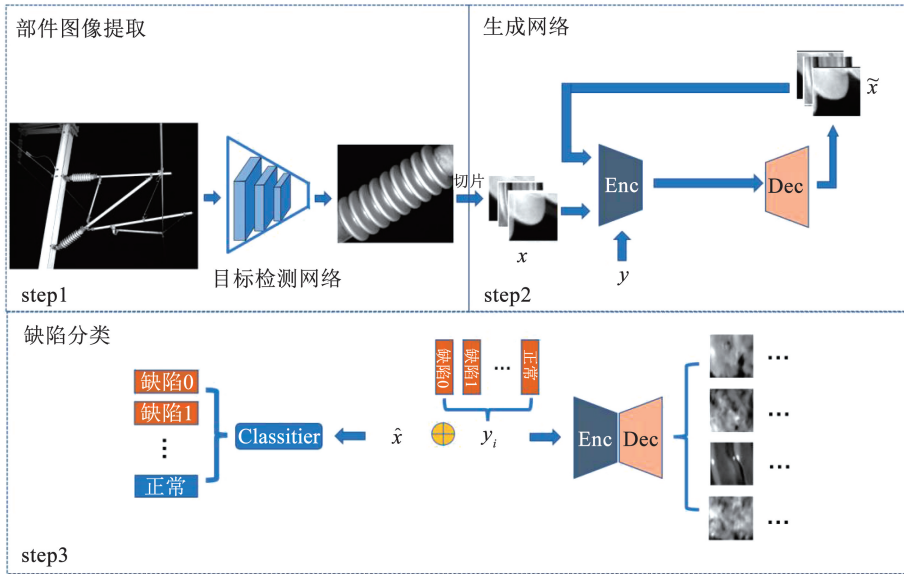 部件图像提取
目标检测网络
切片
step1
生成网络
x̃
Enc
Dec
x
y
step2
缺陷分类
缺陷0
缺陷1
⋮
正常
Classitier
x̂
缺陷0
缺陷1
...
正常
y_i
Enc
Dec
...
...
...
...
step3